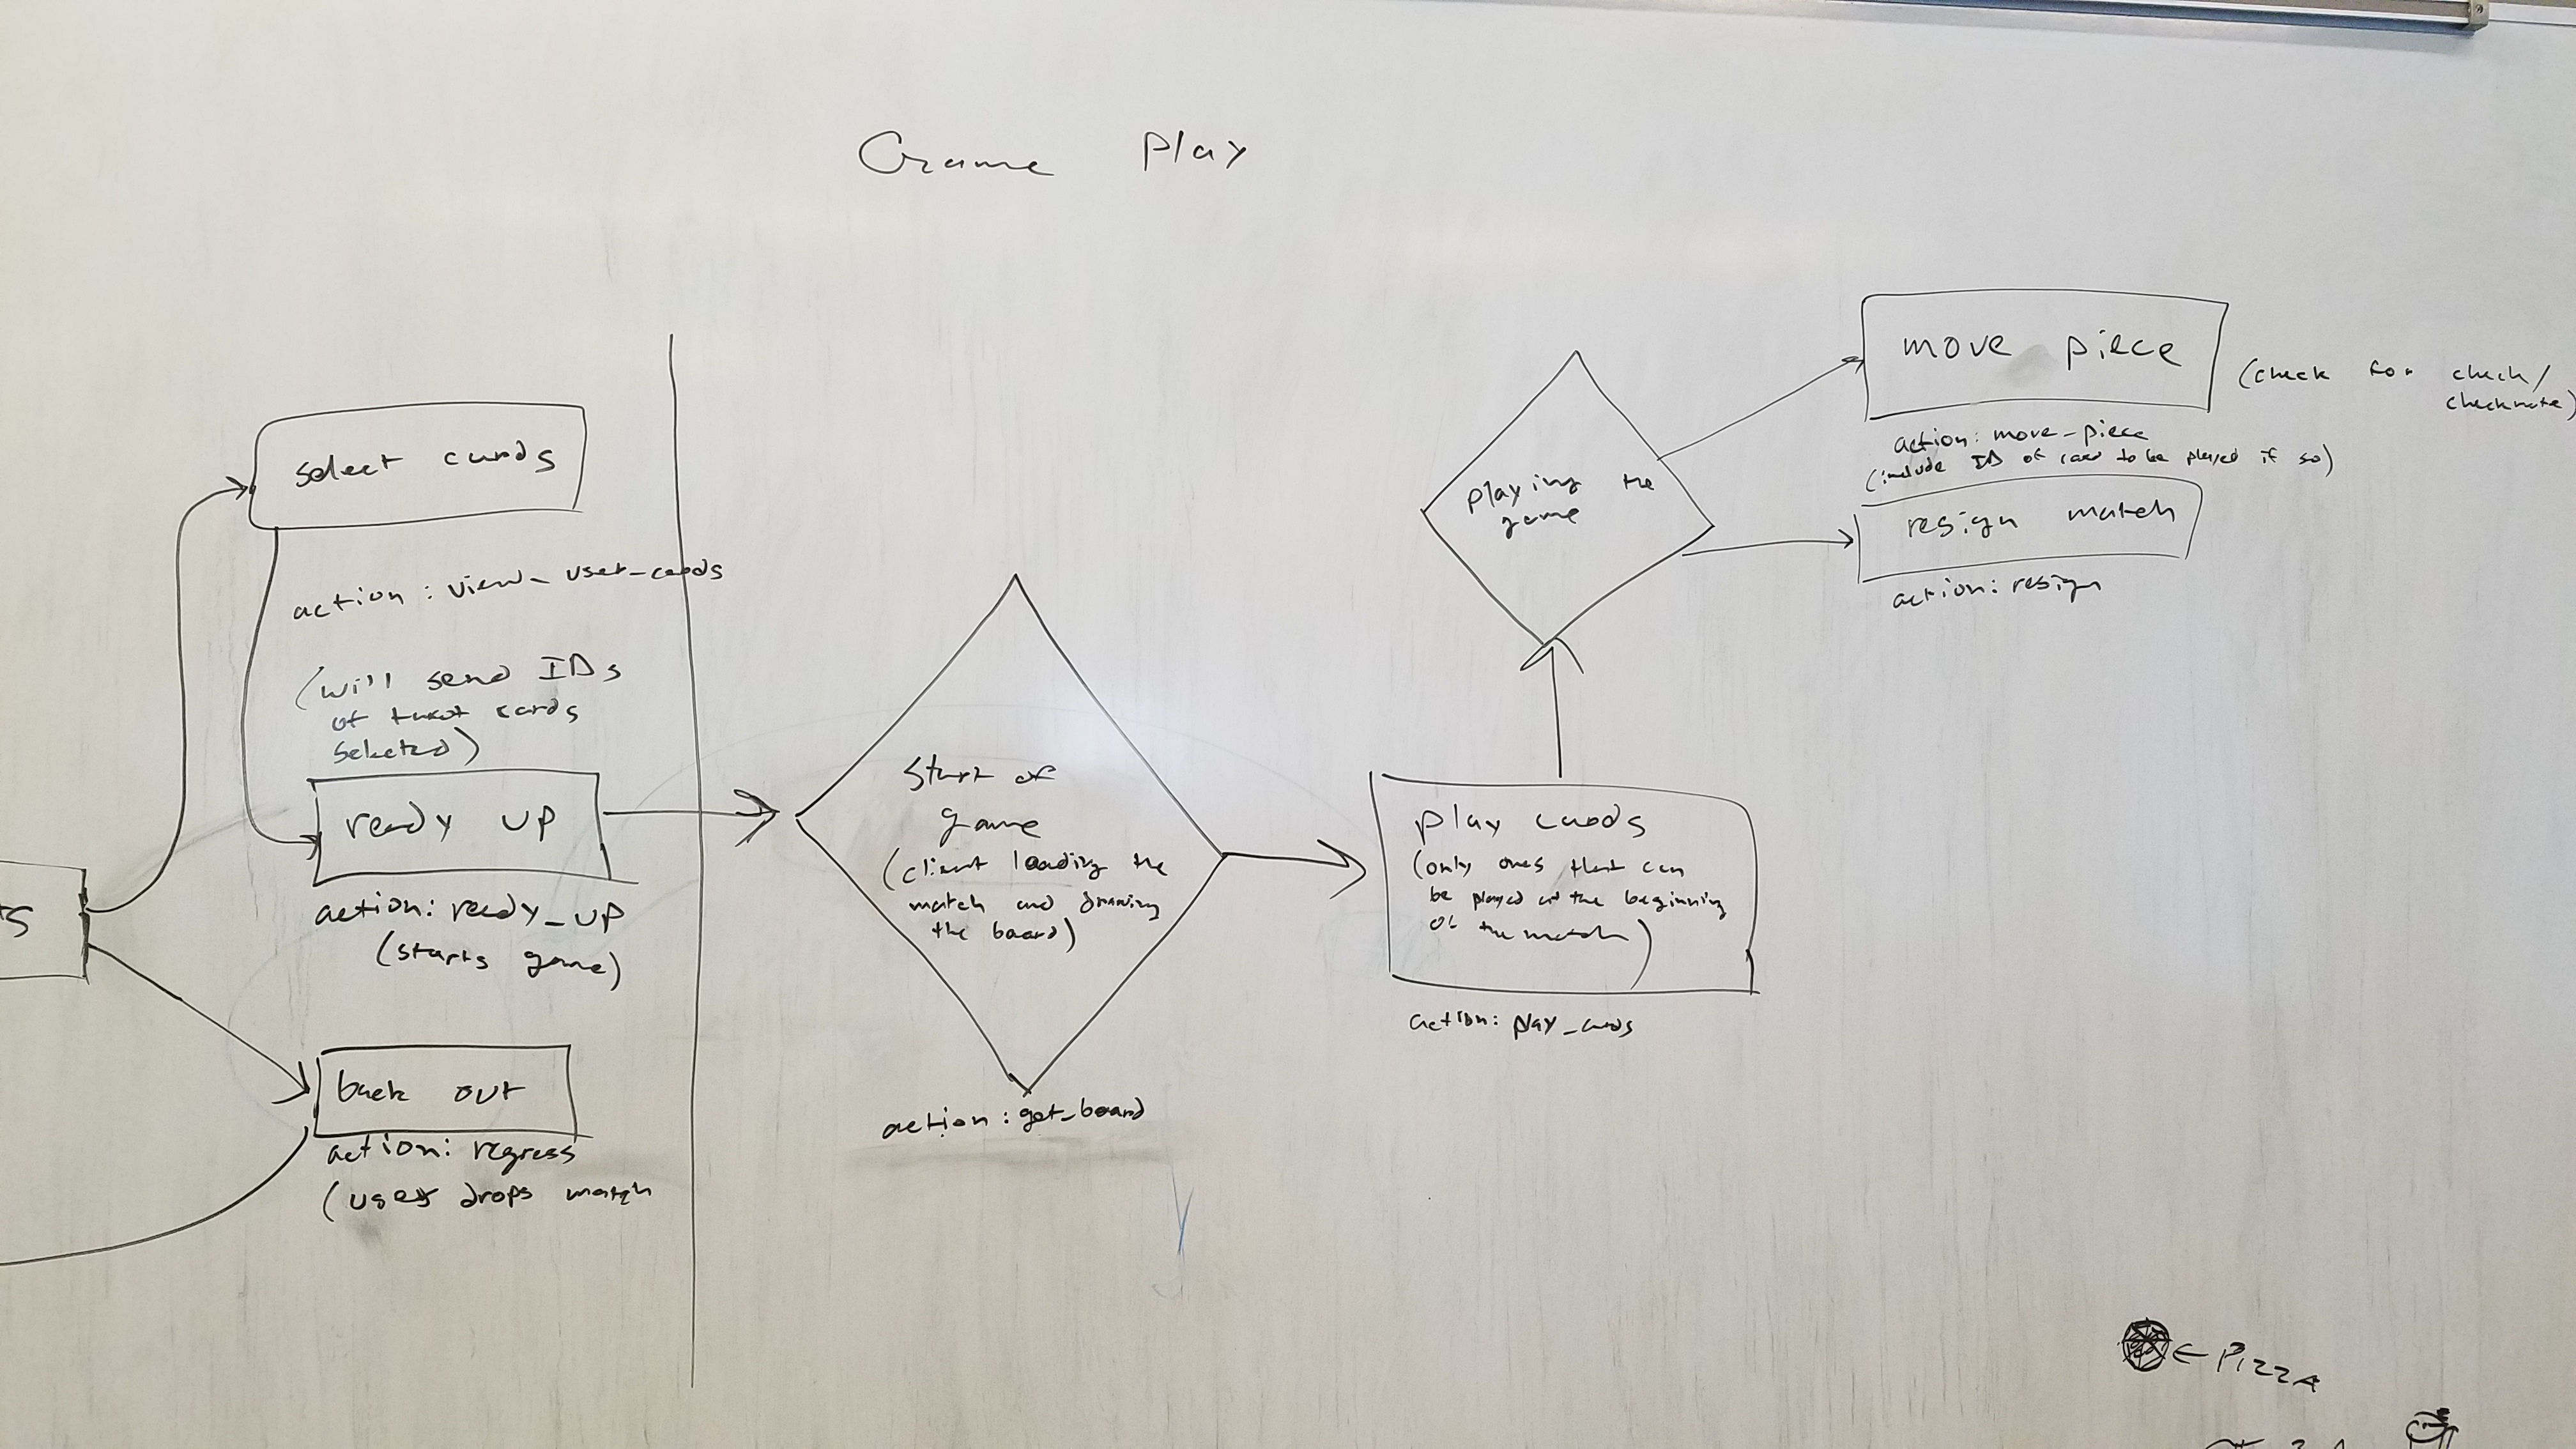 Game Play
select cards
action: view_user_cards
(will send IDs
of
cards
selected)
ready up
action: ready_up
(starts game)
TS
back out
action: regress
(user drops match
Start of
game
(client loading the
match and drawing
the board)
action: get_board
play cards
(only ones that can
be played at the beginning
of the match)
action: play_cards
playing the
game
move piece
(check for check/
checkmate)
action: move_piece
(include ID of card to be played if so)
resign match
action: resign
← PIZZA